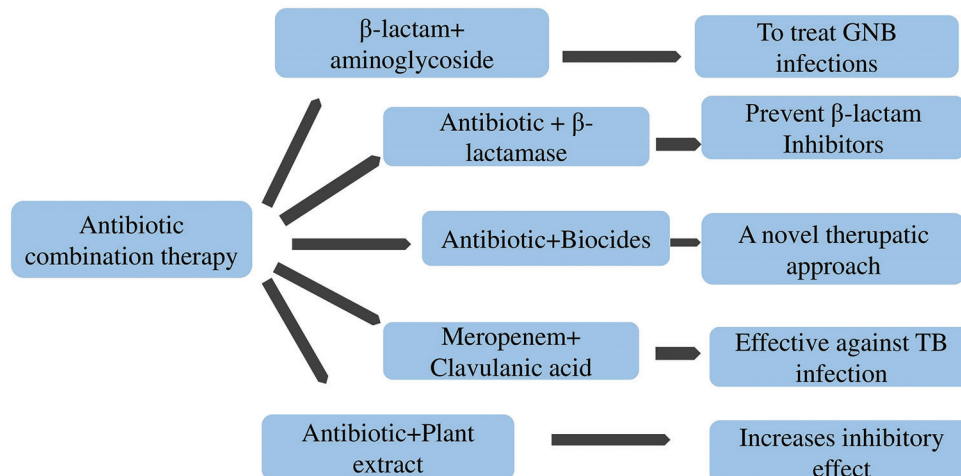 β-lactam+
aminoglycoside
To treat GNB
infections
Antibiotic + β-
lactamase
Prevent β-lactam
Inhibitors
Antibiotic
combination therapy
Antibiotic+Biocides
A novel therupatic
approach
Meropenem+
Clavulanic acid
Effective against TB
infection
Antibiotic+Plant
extract
Increases inhibitory
effect